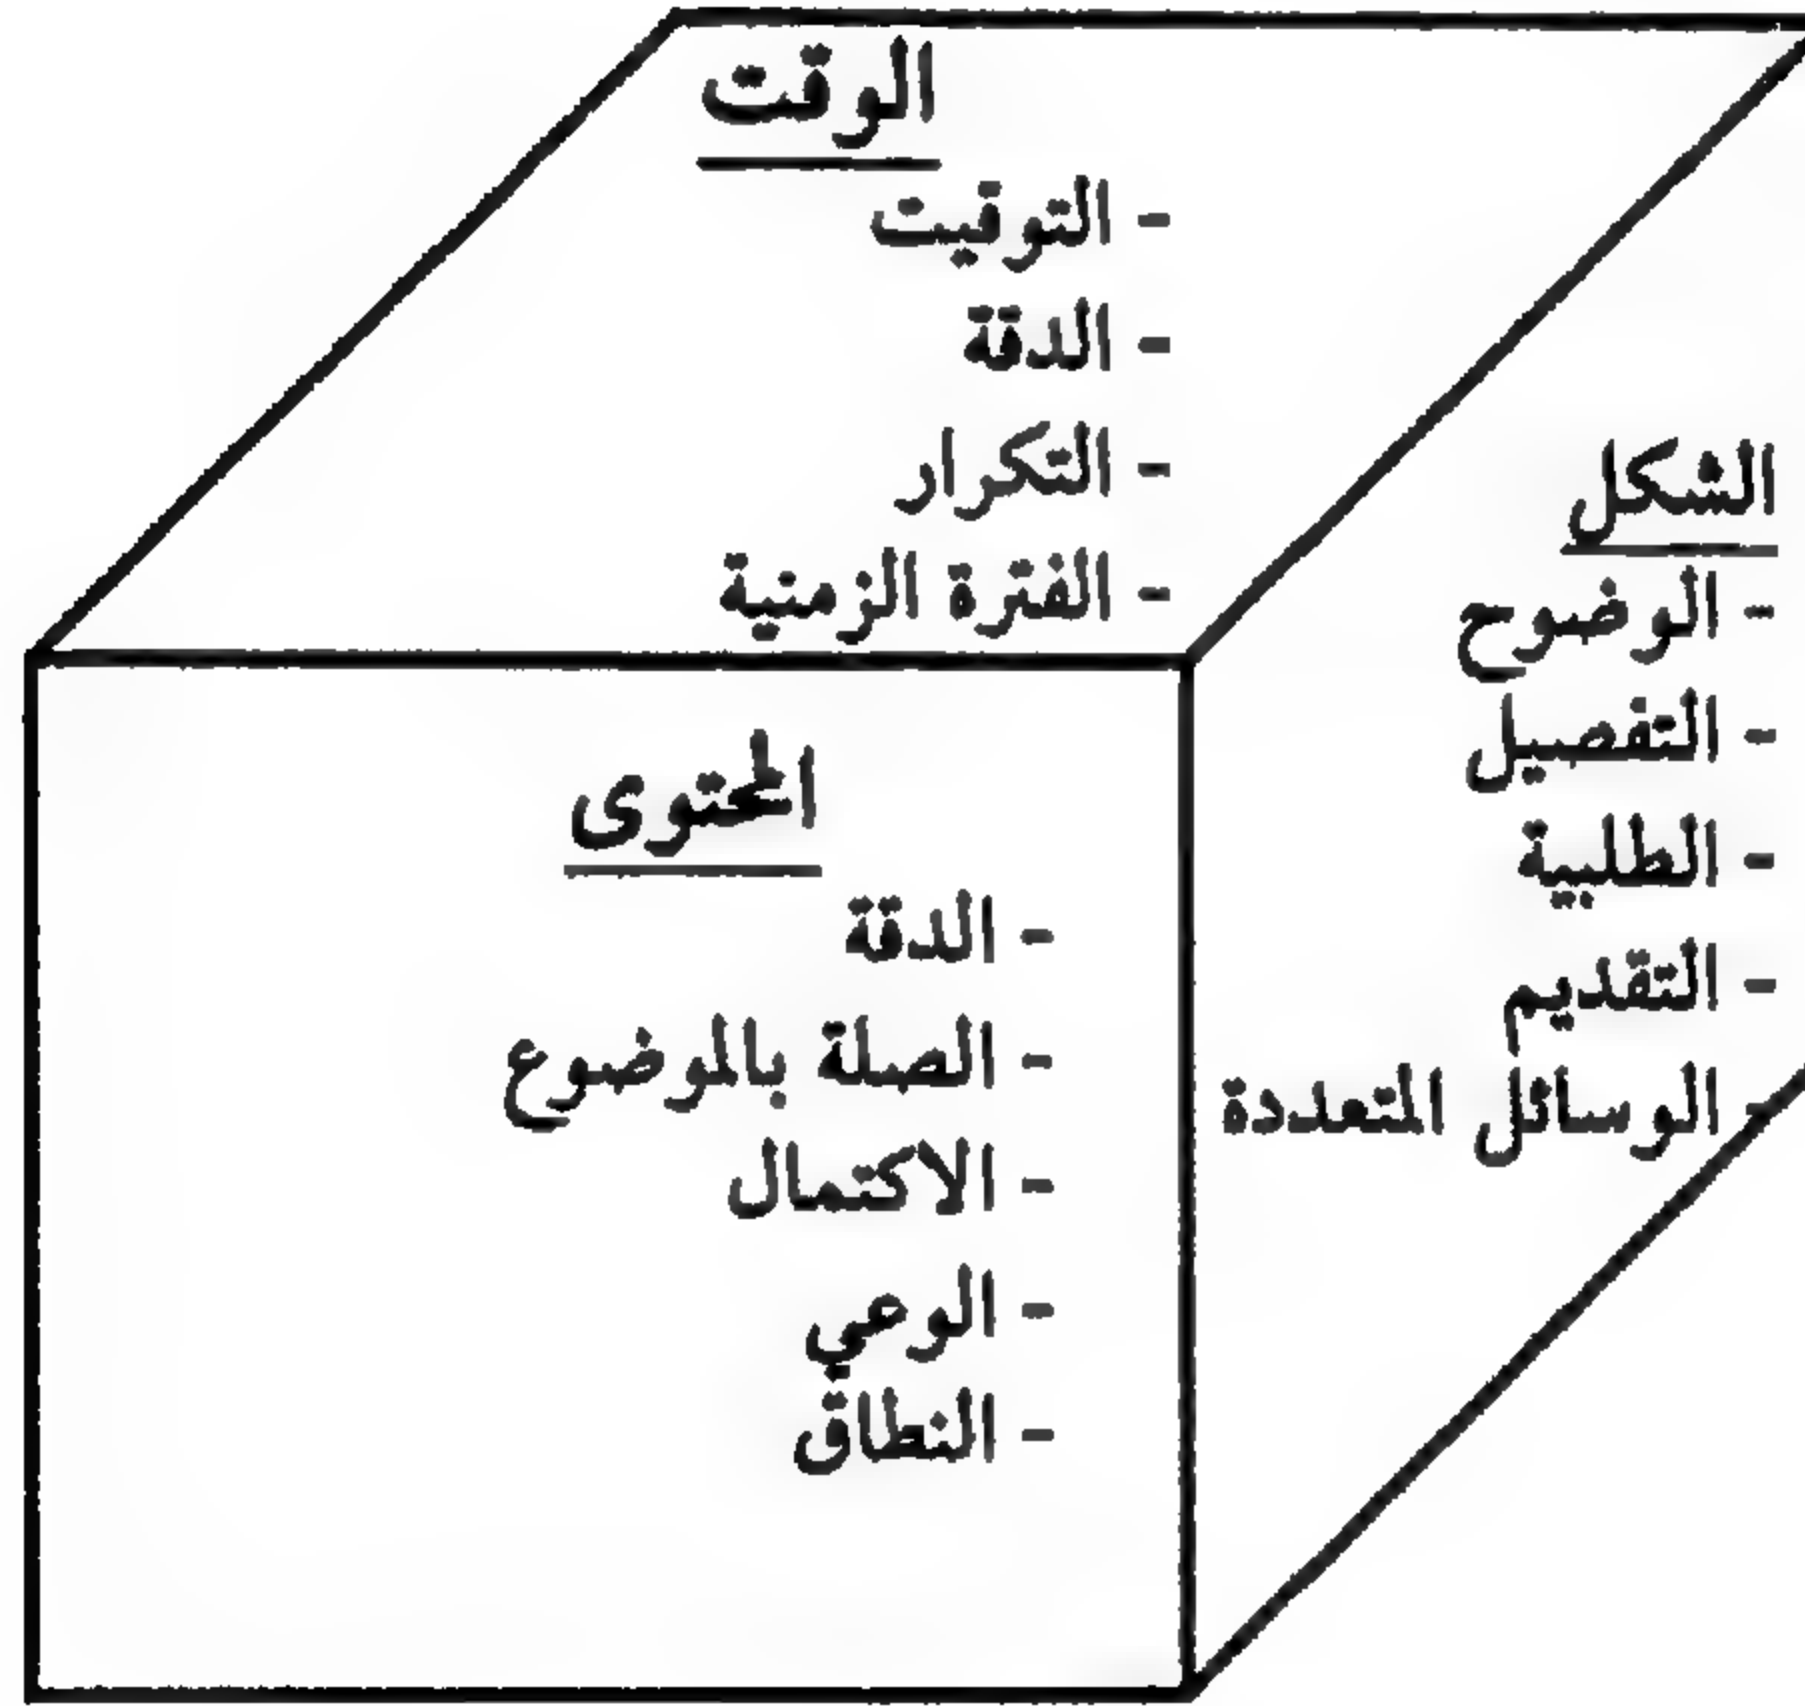 الوقت
- التوقيت
- الدقة
- التكرار
- الفترة الزمنية
الشكل
- الوضوح
- التفصيل
- الطلبية
- التقديم
- الوسائل المتعددة
المحتوى
- الدقة
- الصلة بالموضوع
- الاكتمال
- الوعي
- النطاق